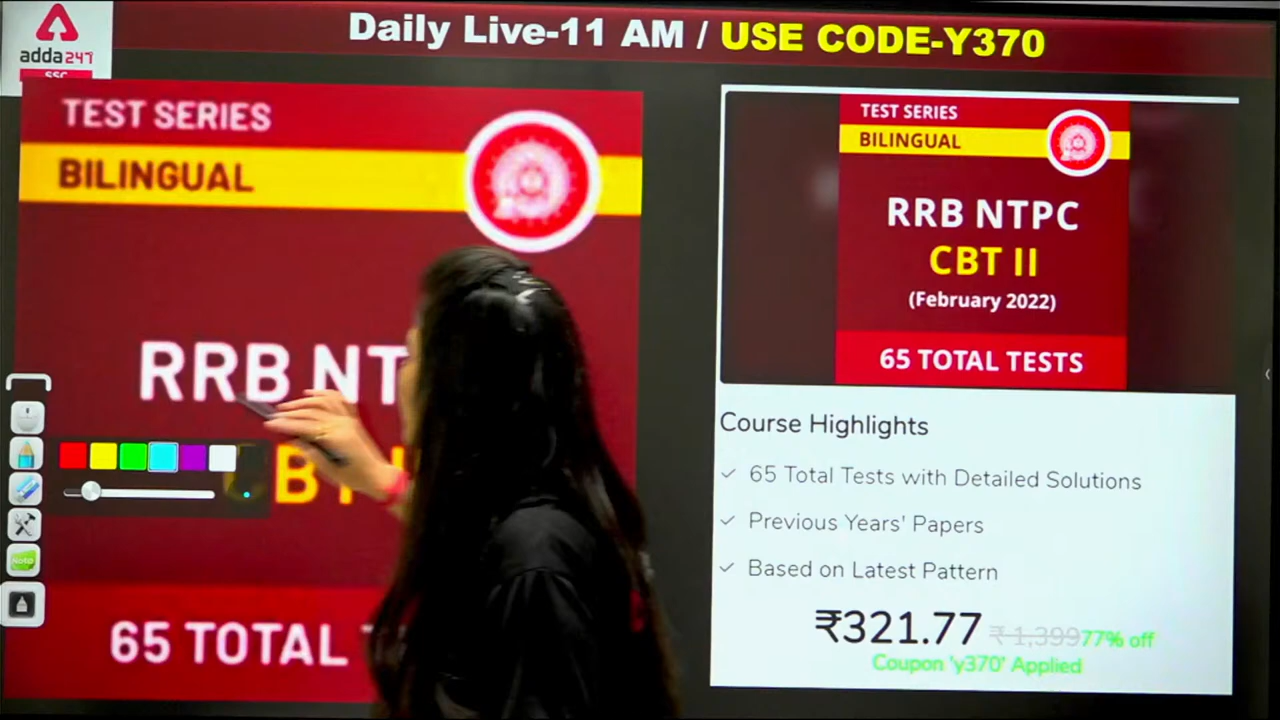 Daily Live-11 AM / USE CODE-Y370
adda247
SSC
TEST SERIES
BILINGUAL
RRB NT
65 TOTAL
TEST SERIES
BILINGUAL
RRB NTPC
CBT II
(February 2022)
65 TOTAL TESTS
Course Highlights
✓ 65 Total Tests with Detailed Solutions
✓ Previous Years' Papers
✓ Based on Latest Pattern
₹321.77 ₹ 1,399 77% off
Coupon 'y370' Applied
Note